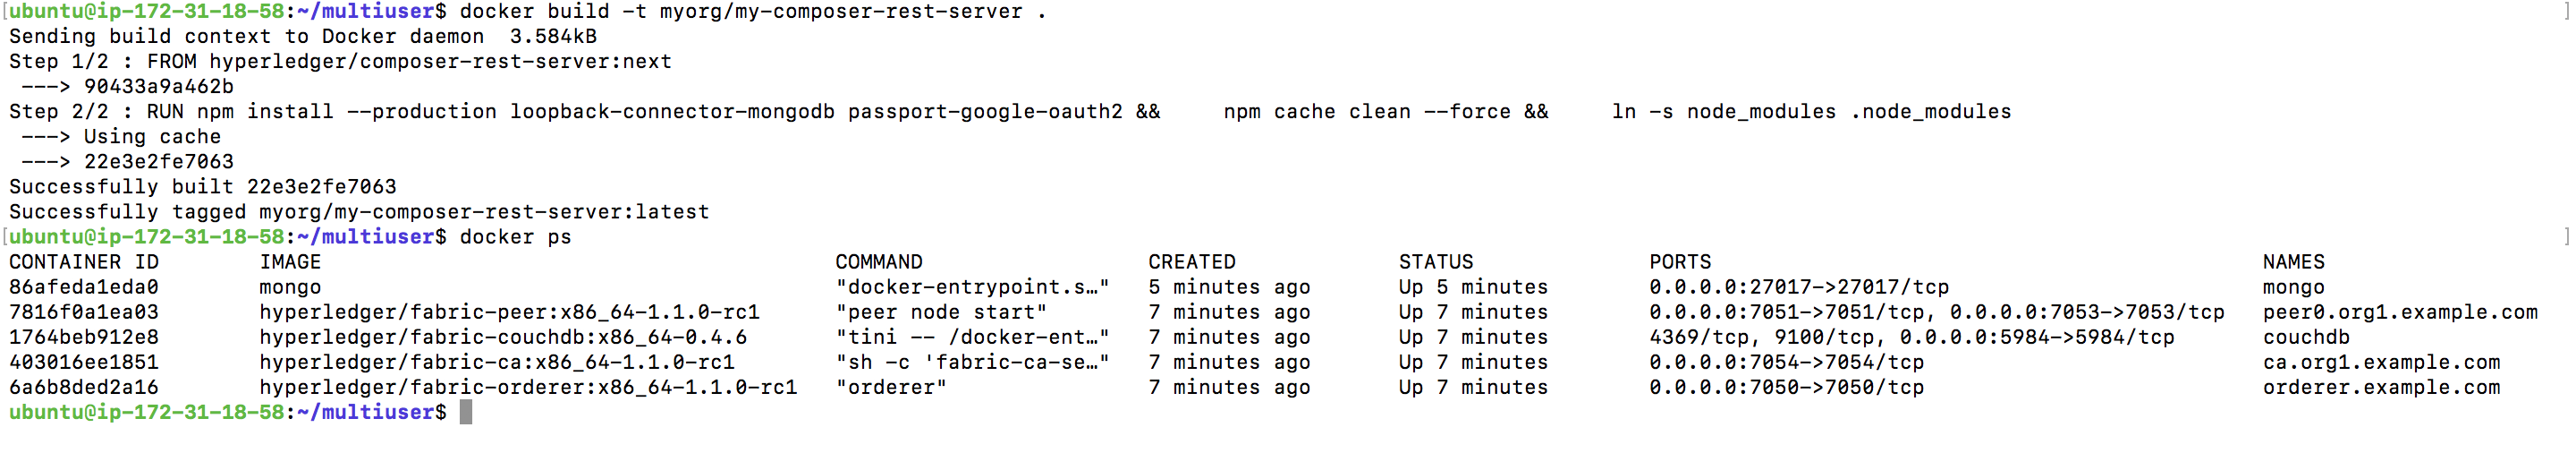 [ubuntu@ip-172-31-18-58:~/multiuser$ docker build -t myorg/my-composer-rest-server . ]
Sending build context to Docker daemon  3.584kB
Step 1/2 : FROM hyperledger/composer-rest-server:next
 ---> 90433a9a462b
Step 2/2 : RUN npm install --production loopback-connector-mongodb passport-google-oauth2 &&     npm cache clean --force &&     ln -s node_modules .node_modules
 ---> Using cache
 ---> 22e3e2fe7063
Successfully built 22e3e2fe7063
Successfully tagged myorg/my-composer-rest-server:latest
[ubuntu@ip-172-31-18-58:~/multiuser$ docker ps ]
CONTAINER ID        IMAGE                                         COMMAND                  CREATED             STATUS              PORTS                                            NAMES
86afeda1eda0        mongo                                         "docker-entrypoint.s…"   5 minutes ago       Up 5 minutes        0.0.0.0:27017->27017/tcp                         mongo
7816f0a1ea03        hyperledger/fabric-peer:x86_64-1.1.0-rc1      "peer node start"        7 minutes ago       Up 7 minutes        0.0.0.0:7051->7051/tcp, 0.0.0.0:7053->7053/tcp   peer0.org1.example.com
1764beb912e8        hyperledger/fabric-couchdb:x86_64-0.4.6       "tini -- /docker-ent…"   7 minutes ago       Up 7 minutes        4369/tcp, 9100/tcp, 0.0.0.0:5984->5984/tcp       couchdb
403016ee1851        hyperledger/fabric-ca:x86_64-1.1.0-rc1        "sh -c 'fabric-ca-se…"   7 minutes ago       Up 7 minutes        0.0.0.0:7054->7054/tcp                           ca.org1.example.com
6a6b8ded2a16        hyperledger/fabric-orderer:x86_64-1.1.0-rc1   "orderer"                7 minutes ago       Up 7 minutes        0.0.0.0:7050->7050/tcp                           orderer.example.com
ubuntu@ip-172-31-18-58:~/multiuser$